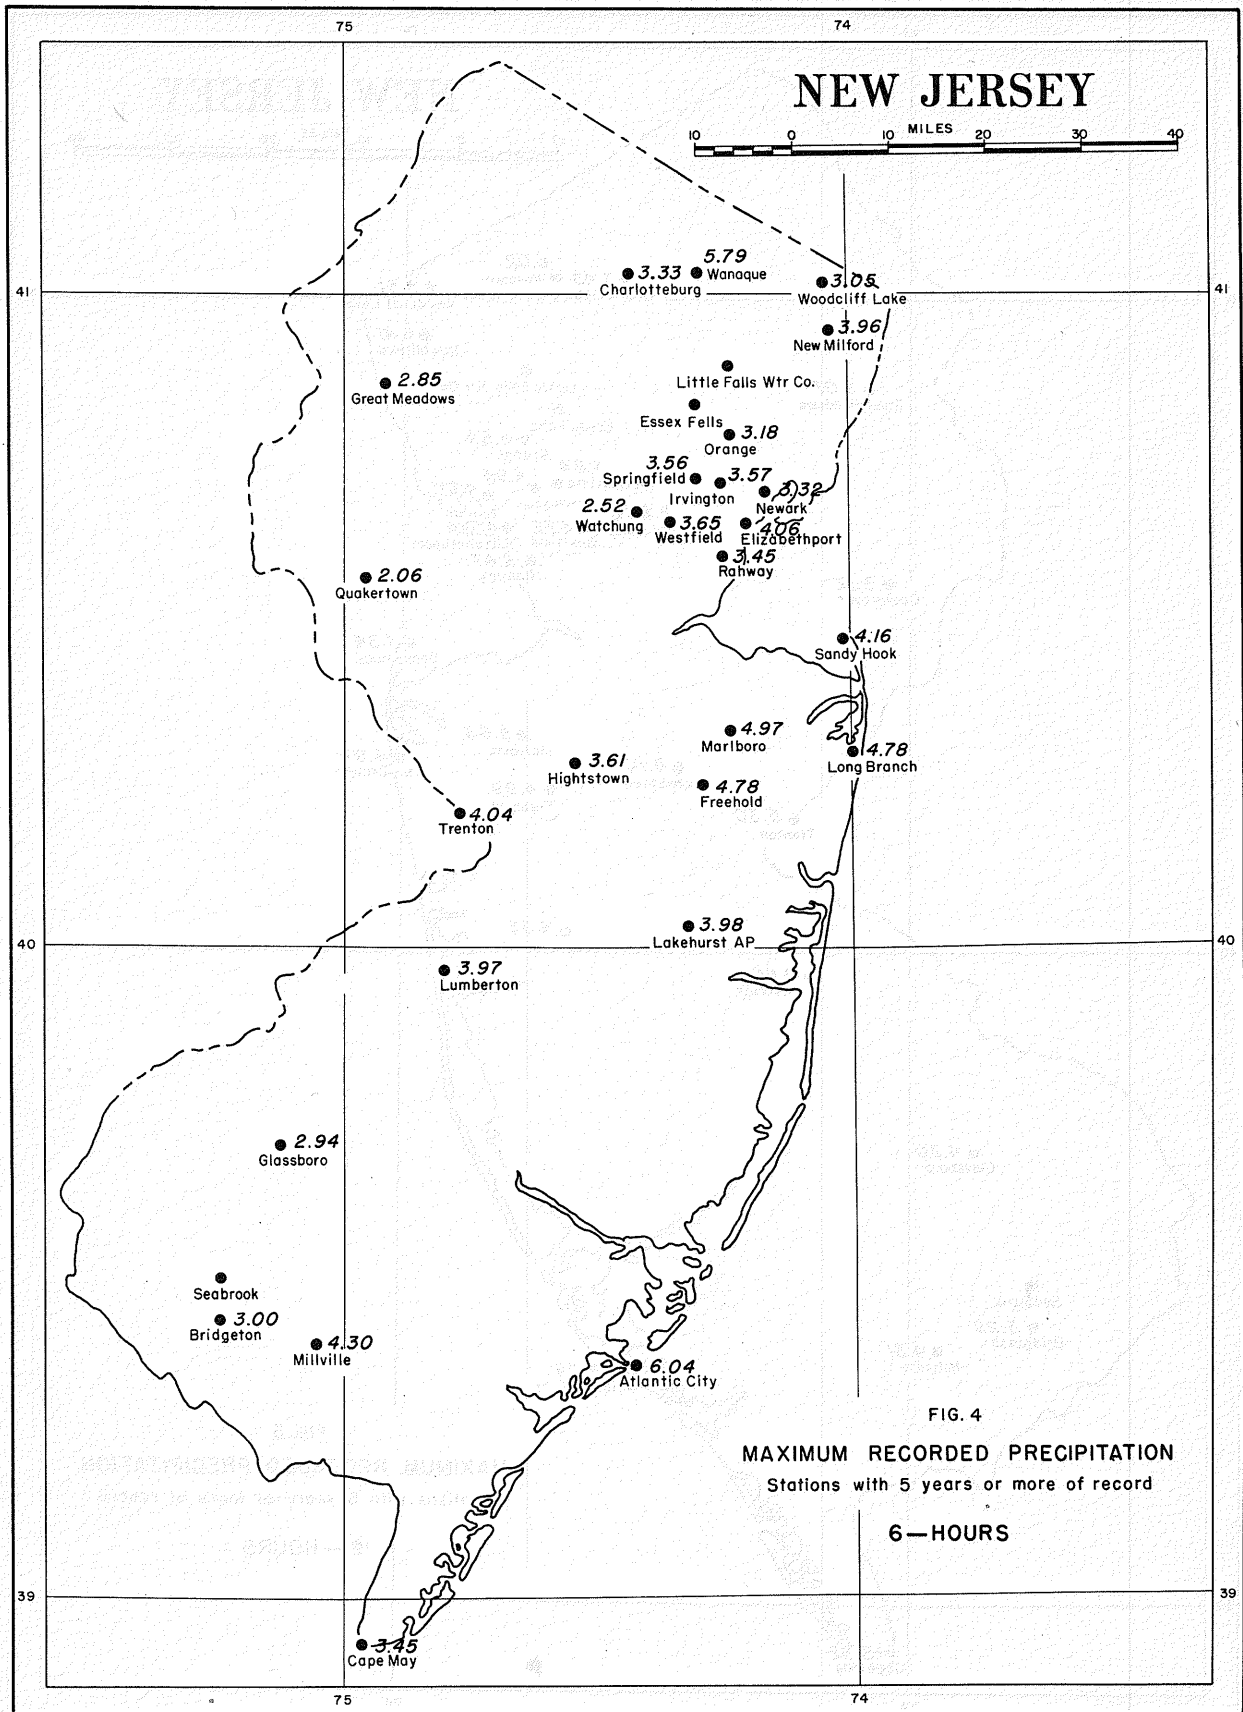 75 74
NEW JERSEY
MILES
10 0 10 20 30 40
5.79
3.33 Wanaque
Charlotteburg
3.05
41 Woodcliff Lake 41
3.96
New Milford
Little Falls Wtr Co.
2.85
Great Meadows
Essex Fells
3.18
Orange
3.56
Springfield 3.57
Irvington
3.32
Newark
2.52
Watchung
3.65
Westfield
4.06
Elizabethport
3.45
Rahway
2.06
Quakertown
4.16
Sandy Hook
4.97
Marlboro
4.78
Long Branch
3.61
Hightstown
4.78
Freehold
4.04
Trenton
3.98
Lakehurst AP
40 40
3.97
Lumberton
2.94
Glassboro
Seabrook
3.00
Bridgeton
4.30
Millville
6.04
Atlantic City
FIG. 4
MAXIMUM RECORDED PRECIPITATION
Stations with 5 years or more of record
6—HOURS
39 39
3.45
Cape May
75 74